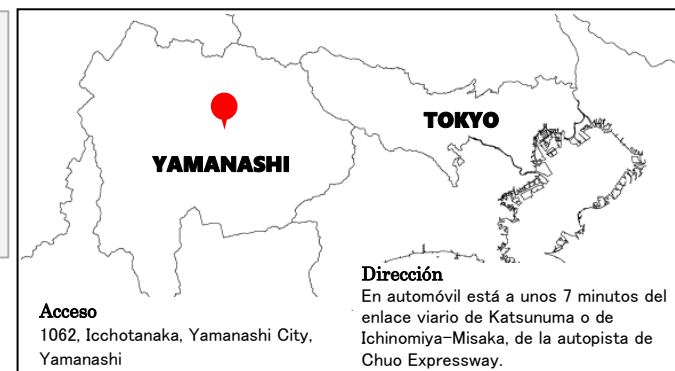 TOKYO
YAMANASHI
Acceso
1062, Icchotanaka, Yamanashi City,
Yamanashi
Dirección
En automóvil está a unos 7 minutos del
enlace viario de Katsunuma o de
Ichinomiya-Misaka, de la autopista de
Chuo Expressway.